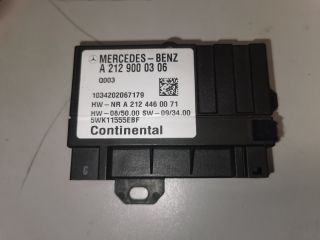 MERCEDES-BENZ
A 212 900 03 06
Q003
1034202067179
HW-NR A 212 446 00 71
HW-08/50.00 SW-09/34.00
5WK11555EBF
Continental